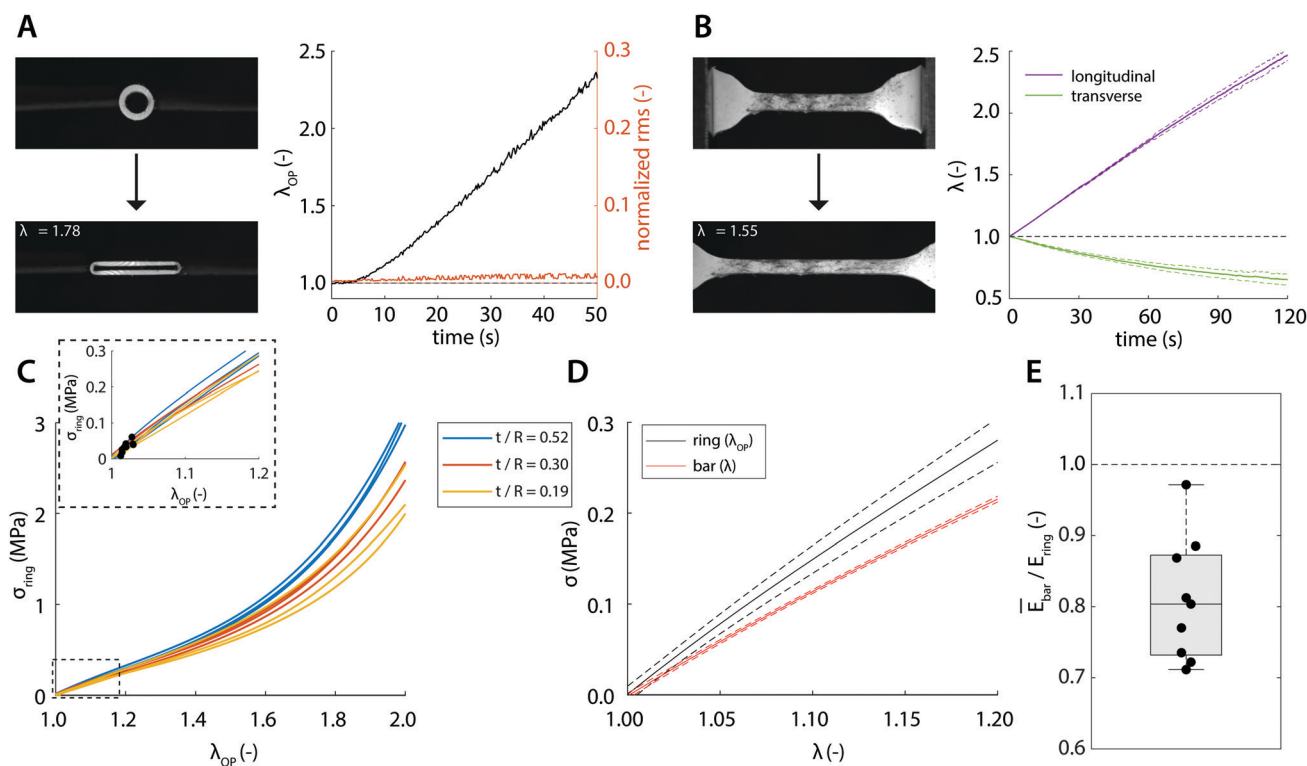 A
λ = 1.78
2.5
2.0
1.5
1.0
λOP (-)
0.3
0.2
0.1
0.0
normalized rms (-)
0 10 20 30 40 50
time (s)
B
λ = 1.55
longitudinal
transverse
2.5
2.0
1.5
1.0
0.5
λ (-)
0 30 60 90 120
time (s)
C
0.3
0.2
0.1
0
σring (MPa)
1 1.1 1.2
λOP (-)
3
2
1
0
σring (MPa)
1.0 1.2 1.4 1.6 1.8 2.0
λOP (-)
t / R = 0.52
t / R = 0.30
t / R = 0.19
D
ring (λOP)
bar (λ)
0.3
0.2
0.1
0.0
σ (MPa)
1.00 1.05 1.10 1.15 1.20
λ (-)
E
1.1
1.0
0.9
0.8
0.7
0.6
E̅bar / Ering (-)